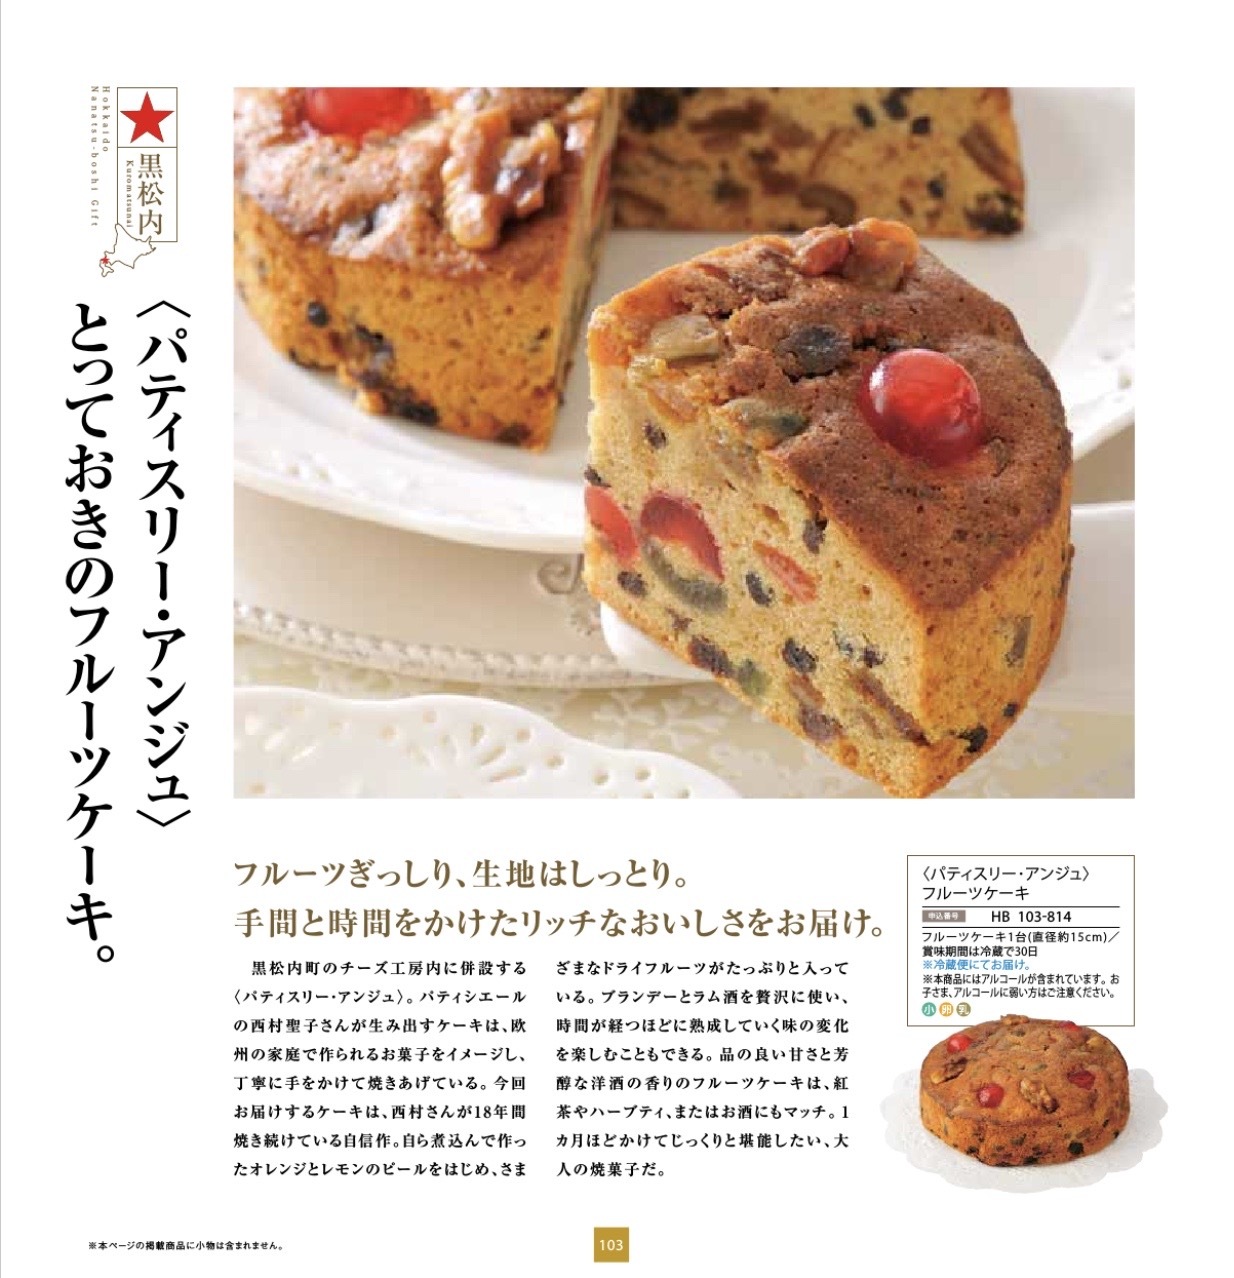 Hokkaido
Nanatsu-boshi Gift
黒松内
Kuromatsunai
〈パティスリー・アンジュ〉
とっておきのフルーツケーキ。
フルーツぎっしり、生地はしっとり。
手間と時間をかけたリッチなおいしさをお届け。
黒松内町のチーズ工房内に併設する
〈パティスリー・アンジュ〉。パティシエール
の西村聖子さんが生み出すケーキは、欧
州の家庭で作られるお菓子をイメージし、
丁寧に手をかけて焼きあげている。今回
お届けするケーキは、西村さんが18年間
焼き続けている自信作。自ら煮込んで作っ
たオレンジとレモンのピールをはじめ、さま
ざまなドライフルーツがたっぷりと入って
いる。ブランデーとラム酒を贅沢に使い、
時間が経つほどに熟成していく味の変化
を楽しむこともできる。品の良い甘さと芳
醇な洋酒の香りのフルーツケーキは、紅
茶やハーブティ、またはお酒にもマッチ。1
カ月ほどかけてじっくりと堪能したい、大
人の焼菓子だ。
〈パティスリー・アンジュ〉
フルーツケーキ
申込番号 HB 103-814
フルーツケーキ1台(直径約15cm)／
賞味期間は冷蔵で30日
※冷蔵便にてお届け。
※本商品にはアルコールが含まれています。お
子さま、アルコールに弱い方はご注意ください。
小 卵 乳
※本ページの掲載商品に小物は含まれません。
103